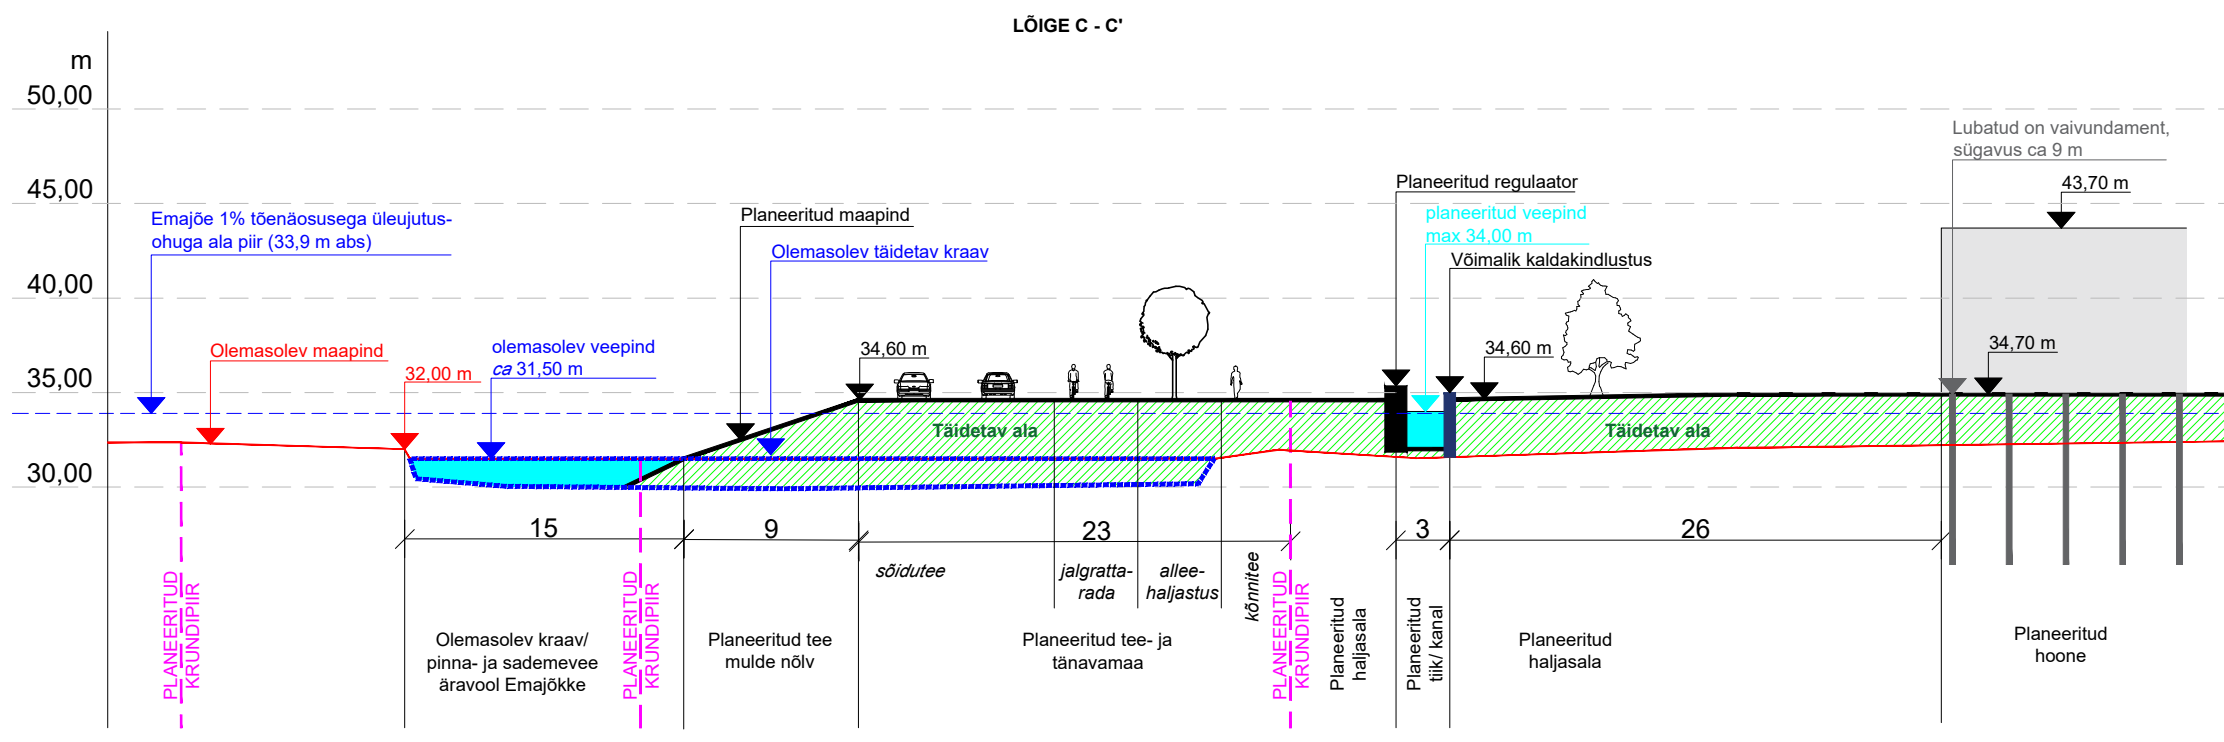 LÕIGE C - C'
m
50,00
45,00
40,00
35,00
30,00
Emajõe 1% tõenäosusega üleujutus-
ohuga ala piir (33,9 m abs)
Olemasolev maapind
32,00 m
olemasolev veepind
ca 31,50 m
Planeeritud maapind
Olemasolev täidetav kraav
34,60 m
Täidetav ala
Planeeritud regulaator
planeeritud veepind
max 34,00 m
Võimalik kaldakindlustus
34,60 m
Täidetav ala
Lubatud on vaivundament,
sügavus ca 9 m
43,70 m
34,70 m
15
9
23
3
26
sõidutee
jalgratta-
rada
allee-
haljastus
kõnnitee
PLANEERITUD
KRUNDIPIIR
Olemasolev kraav/
pinna- ja sademevee
äravool Emajõkke
PLANEERITUD
KRUNDIPIIR
Planeeritud tee
mulde nõlv
Planeeritud tee- ja
tänavamaa
PLANEERITUD
KRUNDIPIIR
Planeeritud
haljasala
Planeeritud
tiik/ kanal
Planeeritud
haljasala
Planeeritud
hoone